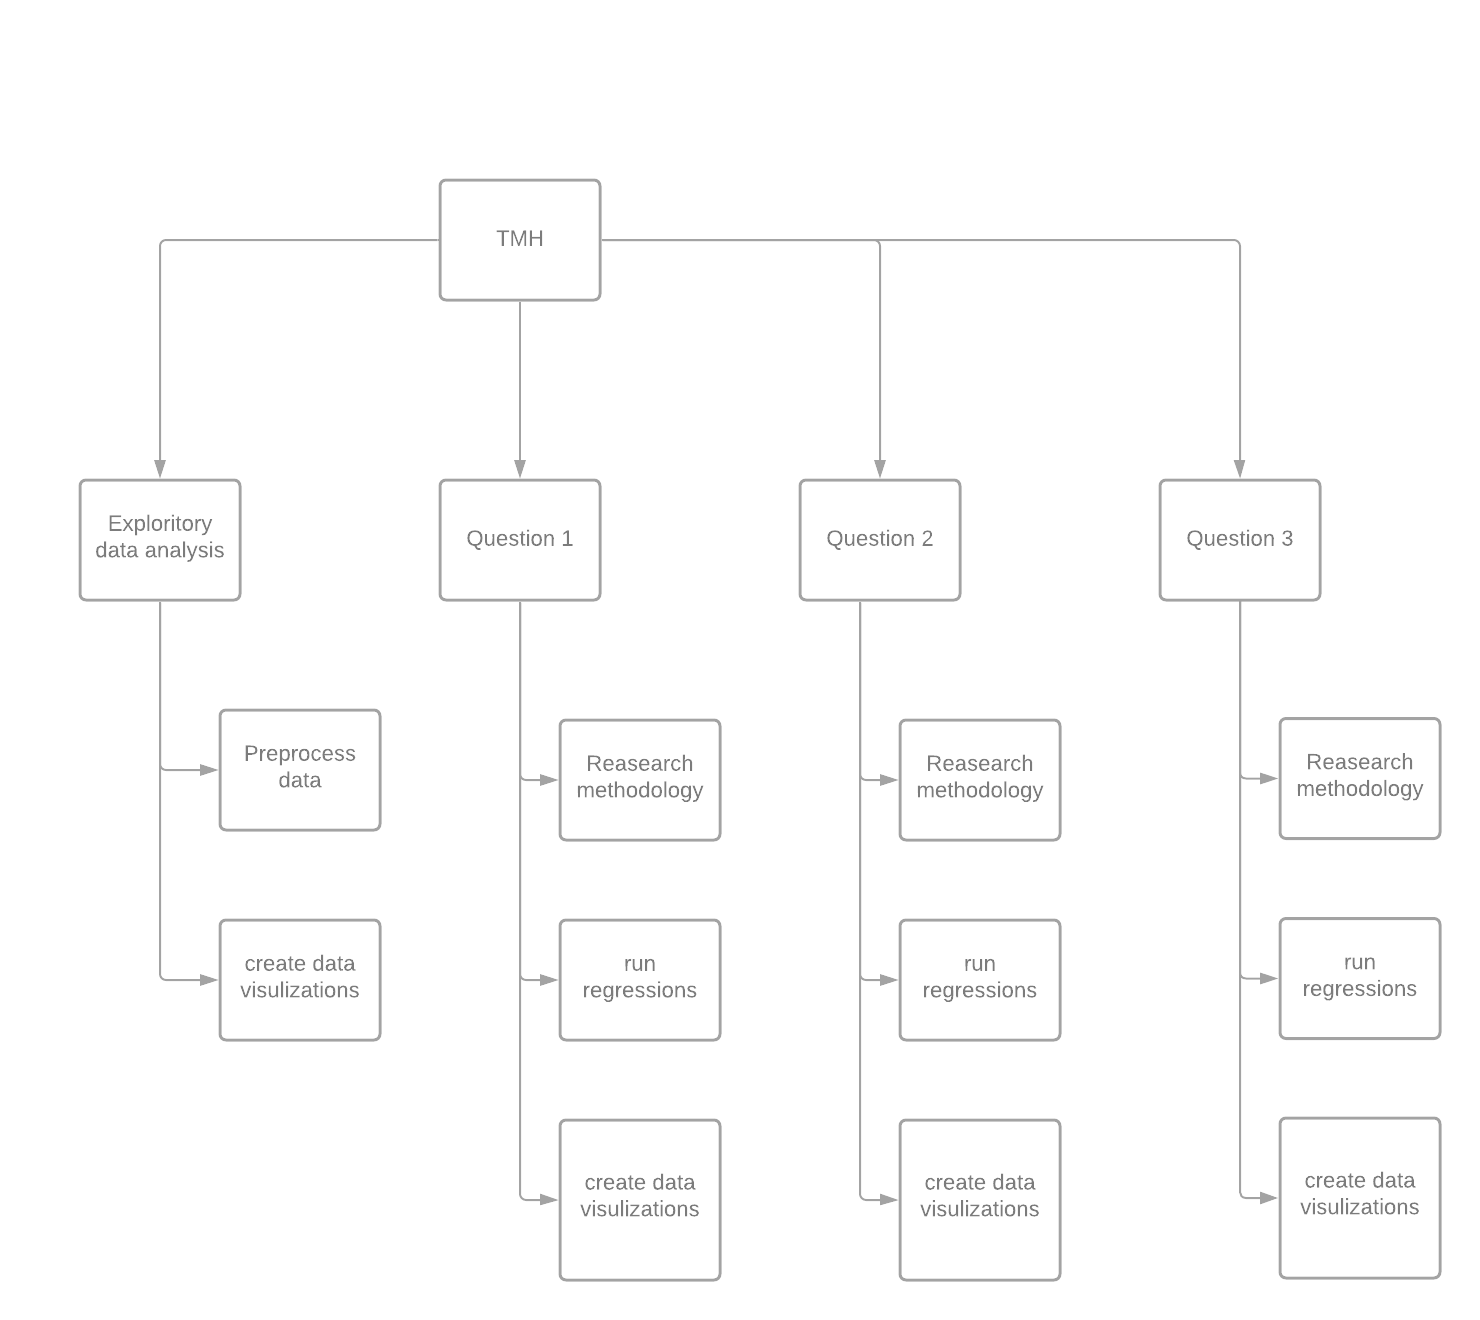 TMH
Exploritory
data analysis
Question 1
Question 2
Question 3
Preprocess
data
create data
visulizations
Reasearch
methodology
run
regressions
create data
visulizations
Reasearch
methodology
run
regressions
create data
visulizations
Reasearch
methodology
run
regressions
create data
visulizations